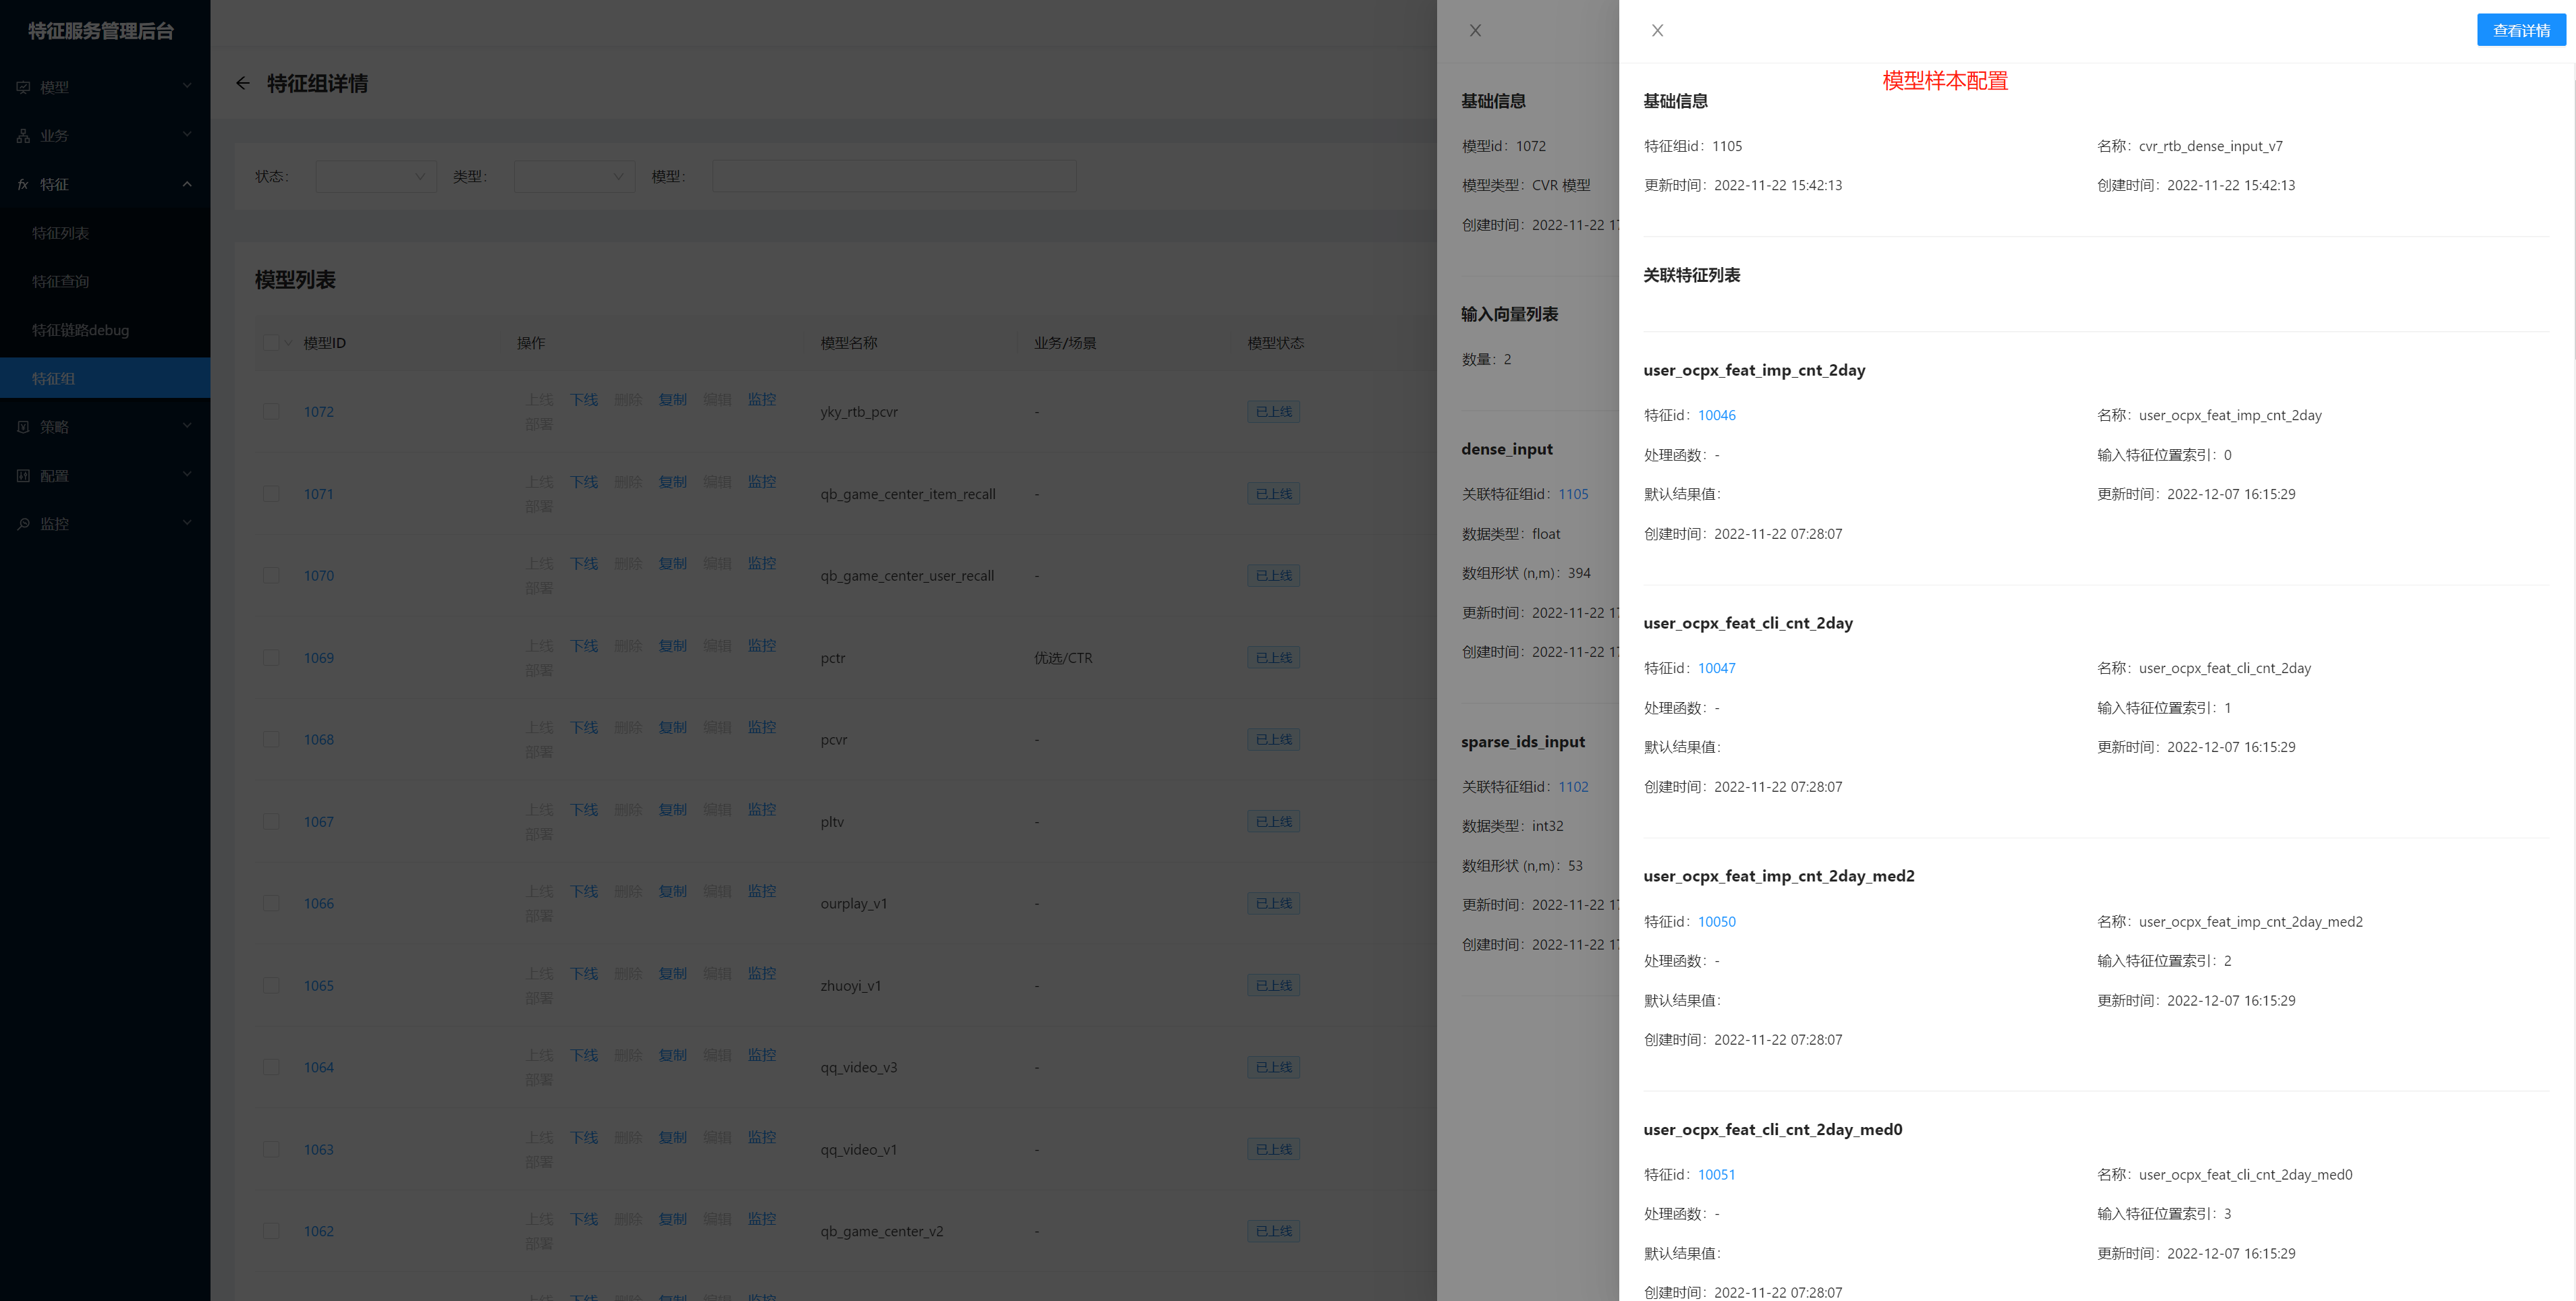 特征服务管理后台
模型
业务
特征
特征列表
特征查询
特征链路debug
特征组
策略
配置
监控
特征组详情
状态：
类型：
模型：
模型列表
模型ID 操作 模型名称 业务/场景 模型状态
1072 上线 下线 删除 复制 编辑 监控 部署 yky_rtb_pcvr - 已上线
1071 上线 下线 删除 复制 编辑 监控 部署 qb_game_center_item_recall - 已上线
1070 上线 下线 删除 复制 编辑 监控 部署 qb_game_center_user_recall - 已上线
1069 上线 下线 删除 复制 编辑 监控 部署 pctr 优选/CTR 已上线
1068 上线 下线 删除 复制 编辑 监控 部署 pcvr - 已上线
1067 上线 下线 删除 复制 编辑 监控 部署 pltv - 已上线
1066 上线 下线 删除 复制 编辑 监控 部署 ourplay_v1 - 已上线
1065 上线 下线 删除 复制 编辑 监控 部署 zhuoyi_v1 - 已上线
1064 上线 下线 删除 复制 编辑 监控 部署 qq_video_v3 - 已上线
1063 上线 下线 删除 复制 编辑 监控 部署 qq_video_v1 - 已上线
1062 上线 下线 删除 复制 编辑 监控 部署 qb_game_center_v2 - 已上线
基础信息
模型id：1072
模型类型：CVR 模型
创建时间：2022-11-22 17
输入向量列表
数量：2
dense_input
关联特征组id：1105
数据类型：float
数组形状 (n,m)：394
更新时间：2022-11-22 17
创建时间：2022-11-22 17
sparse_ids_input
关联特征组id：1102
数据类型：int32
数组形状 (n,m)：53
更新时间：2022-11-22 17
创建时间：2022-11-22 17
查看详情
模型样本配置
基础信息
特征组id：1105 名称：cvr_rtb_dense_input_v7
更新时间：2022-11-22 15:42:13 创建时间：2022-11-22 15:42:13
关联特征列表
user_ocpx_feat_imp_cnt_2day
特征id：10046 名称：user_ocpx_feat_imp_cnt_2day
处理函数：- 输入特征位置索引：0
默认结果值： 更新时间：2022-12-07 16:15:29
创建时间：2022-11-22 07:28:07
user_ocpx_feat_cli_cnt_2day
特征id：10047 名称：user_ocpx_feat_cli_cnt_2day
处理函数：- 输入特征位置索引：1
默认结果值： 更新时间：2022-12-07 16:15:29
创建时间：2022-11-22 07:28:07
user_ocpx_feat_imp_cnt_2day_med2
特征id：10050 名称：user_ocpx_feat_imp_cnt_2day_med2
处理函数：- 输入特征位置索引：2
默认结果值： 更新时间：2022-12-07 16:15:29
创建时间：2022-11-22 07:28:07
user_ocpx_feat_cli_cnt_2day_med0
特征id：10051 名称：user_ocpx_feat_cli_cnt_2day_med0
处理函数：- 输入特征位置索引：3
默认结果值： 更新时间：2022-12-07 16:15:29
创建时间：2022-11-22 07:28:07